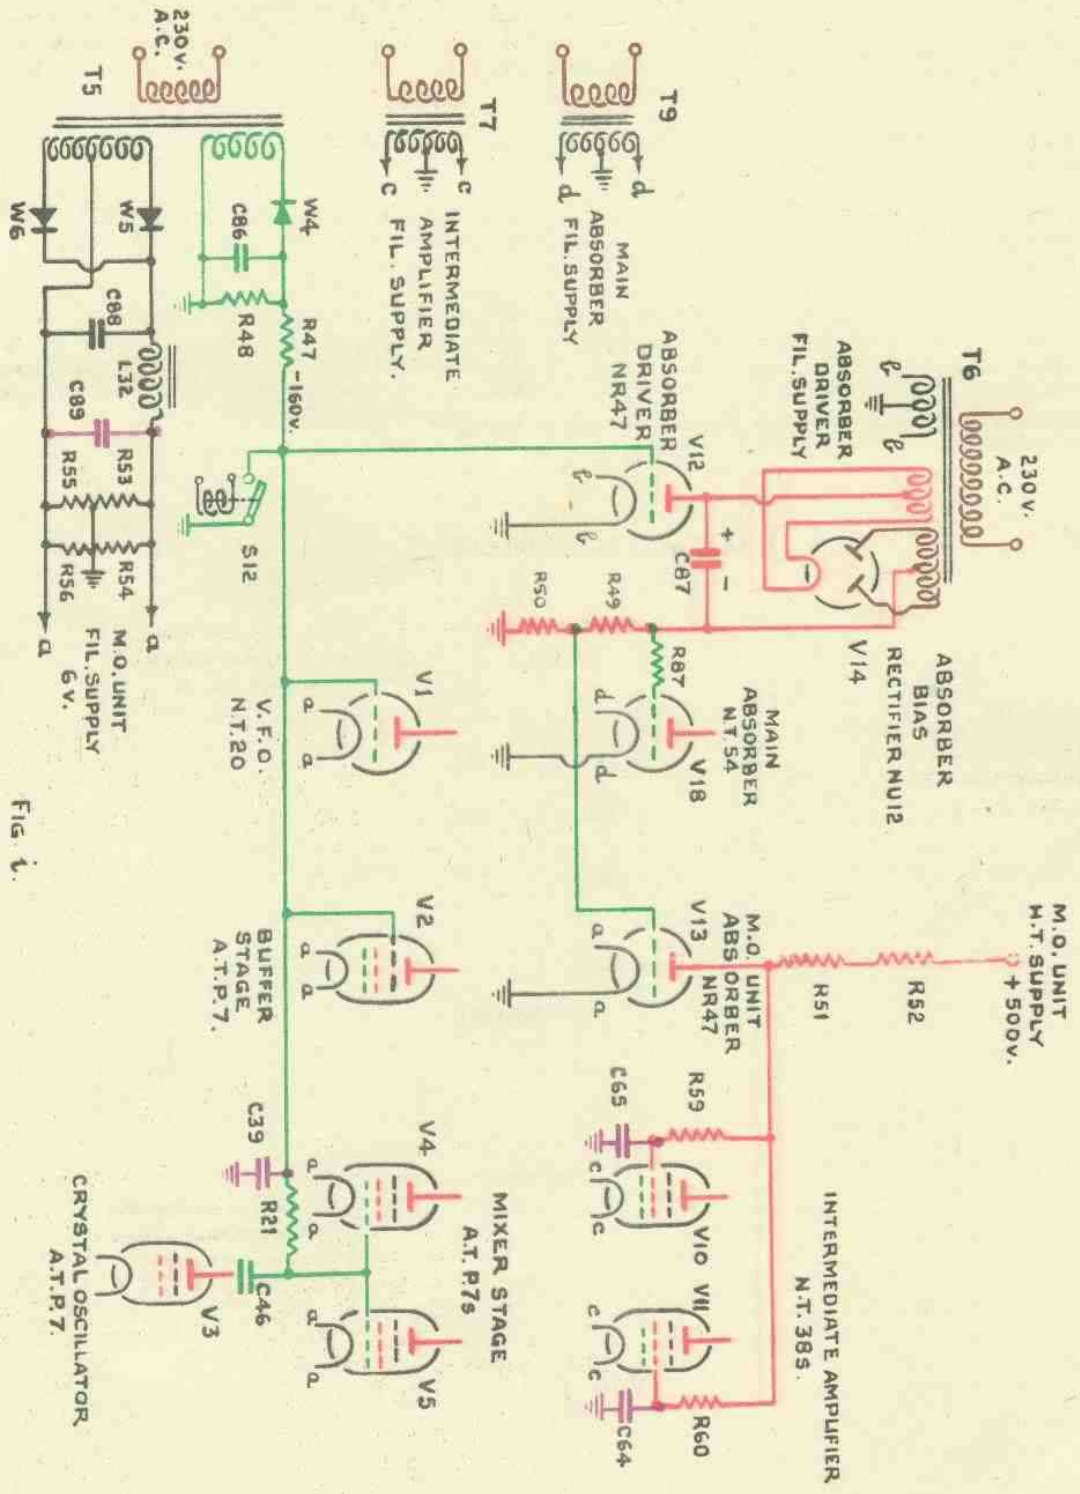 M.O. UNIT
H.T. SUPPLY
+ 500V.
R52
R51
230 V.
A.C.
T6
b
b
ABSORBER
DRIVER
FIL. SUPPLY
ABSORBER
BIAS
RECTIFIER NU12
V14
INTERMEDIATE AMPLIFIER
N.T. 38s.
T9
d
d
MAIN
ABSORBER
FIL. SUPPLY
ABSORBER
DRIVER
NR47
V12
b
b
+
-
C87
R49
R50
R87
MAIN
ABSORBER
N.T. 54
V18
d
d
M.O. UNIT
ABSORBER
NR47
V13
a
a
R59
C65
V10
c
c
V11
c
c
R60
C64
T7
c
c
INTERMEDIATE
AMPLIFIER
FIL. SUPPLY.
MIXER STAGE
A.T.P.7s
V1
a
a
V.F.O.
N.T.20
V2
a
a
BUFFER
STAGE
A.T.P.7.
V4
a
a
V5
a
a
230 V.
A.C.
T5
W4
C86
R48
R47
-160V.
S12
C39
R21
C46
V3
CRYSTAL OSCILLATOR
A.T.P.7.
W5
W6
C88
L32
C89
R53
R55
R54
R56
a
a
M.O. UNIT
FIL. SUPPLY
6 V.
FIG. i.